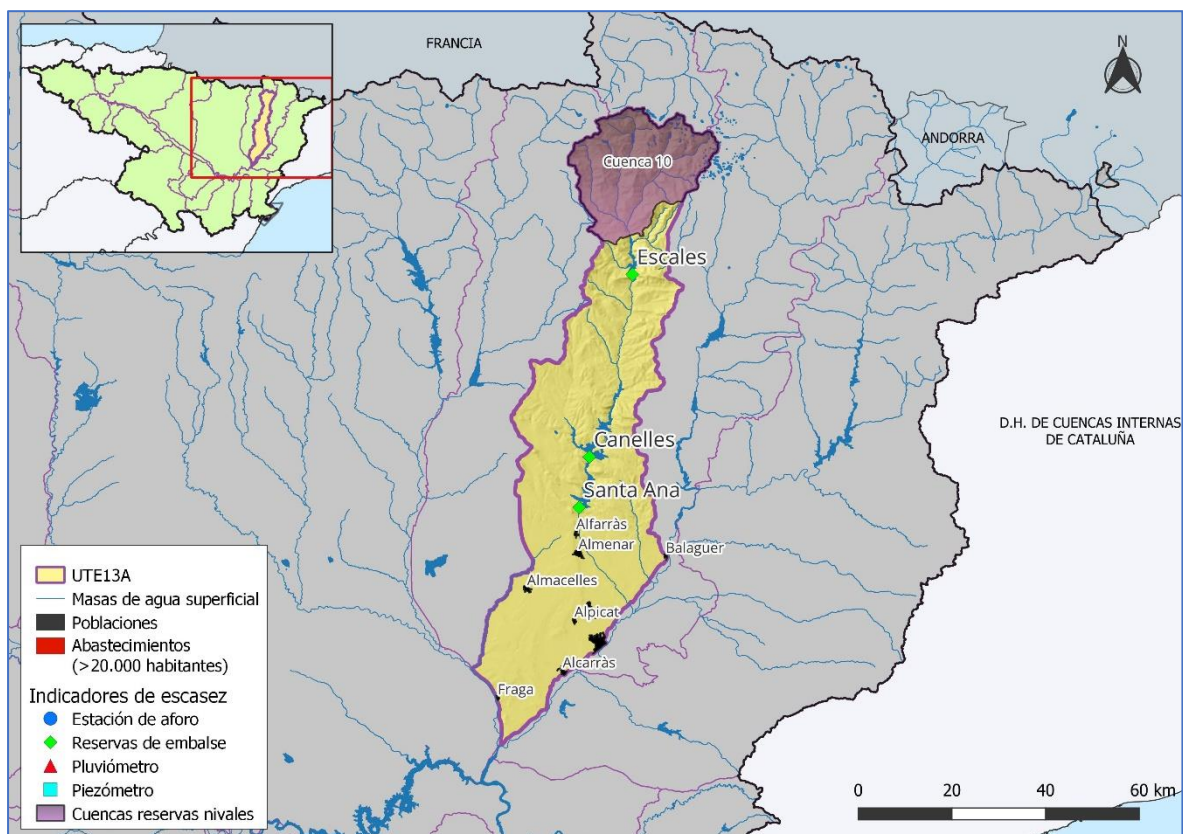 FRANCIA
N
ANDORRA
Cuenca 10
Escales
D.H. DE CUENCAS INTERNAS
DE CATALUÑA
Canelles
Santa Ana
Alfarràs
Almenar
Balaguer
Almacelles
Alpicat
Alcarràs
Fraga
UTE13A
Masas de agua superficial
Poblaciones
Abastecimientos
(>20.000 habitantes)
Indicadores de escasez
Estación de aforo
Reservas de embalse
Pluviómetro
Piezómetro
Cuencas reservas nivales
0 20 40 60 km